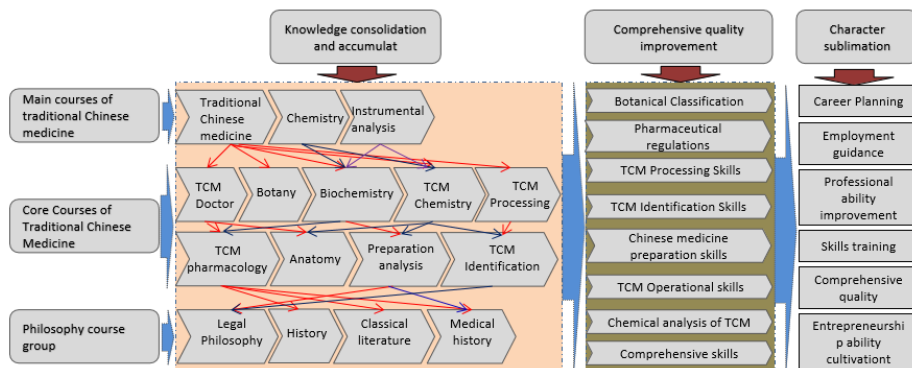 Knowledge consolidation
and accumulat
Comprehensive quality
improvement
Character
sublimation
Main courses of
traditional Chinese
medicine
Traditional
Chinese
medicine
Chemistry
Instrumental
analysis
Core Courses of
Traditional Chinese
Medicine
TCM
Doctor
Botany
Biochemistry
TCM
Chemistry
TCM
Processing
TCM
pharmacology
Anatomy
Preparation
analysis
TCM
Identification
Philosophy course
group
Legal
Philosophy
History
Classical
literature
Medical
history
Botanical Classification
Pharmaceutical
regulations
TCM Processing Skills
TCM Identification Skills
Chinese medicine
preparation skills
TCM Operational skills
Chemical analysis of TCM
Comprehensive skills
Career Planning
Employment
guidance
Professional
ability
improvement
Skills training
Comprehensive
quality
Entrepreneurshi
p ability
cultivationt